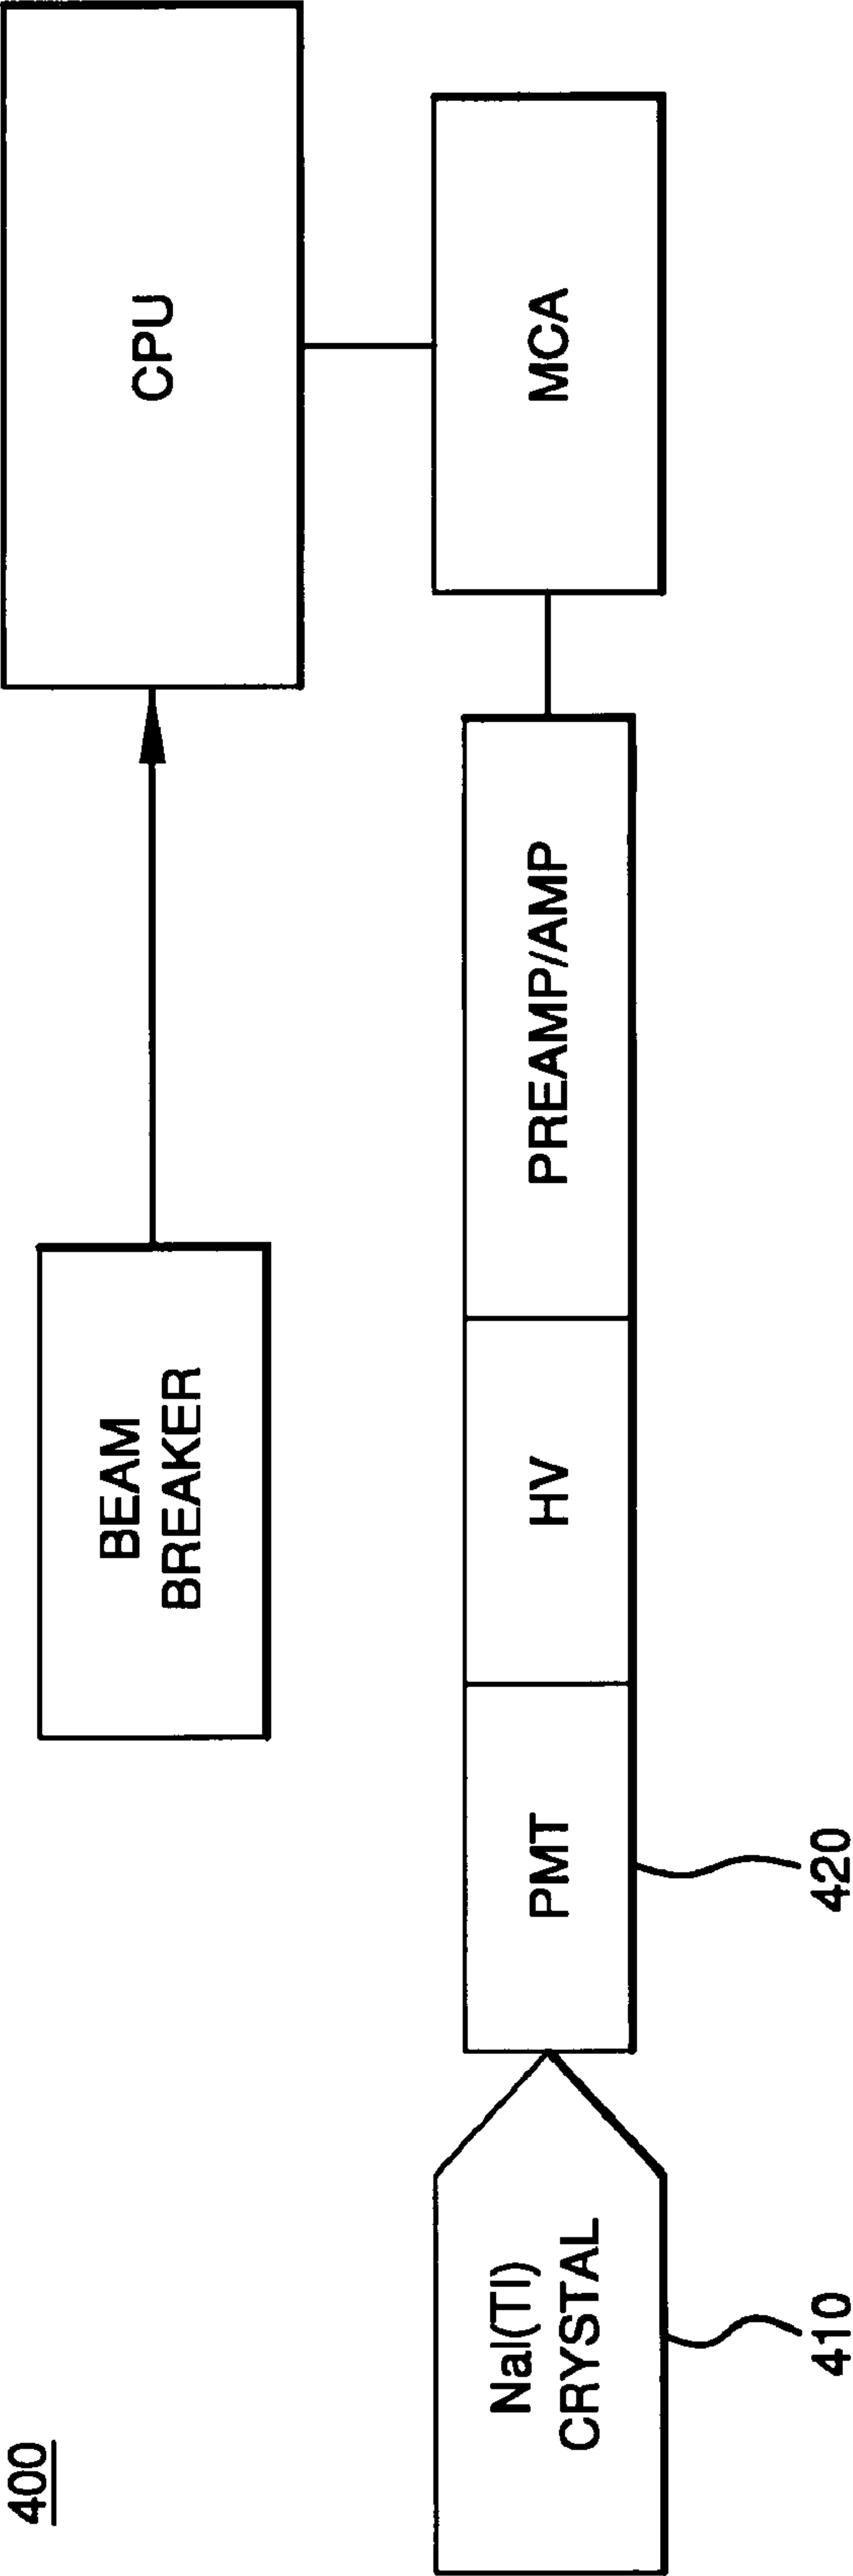 400
BEAM
BREAKER
CPU
NaI(Tl)
CRYSTAL
PMT
HV
PREAMP/AMP
MCA
410
420